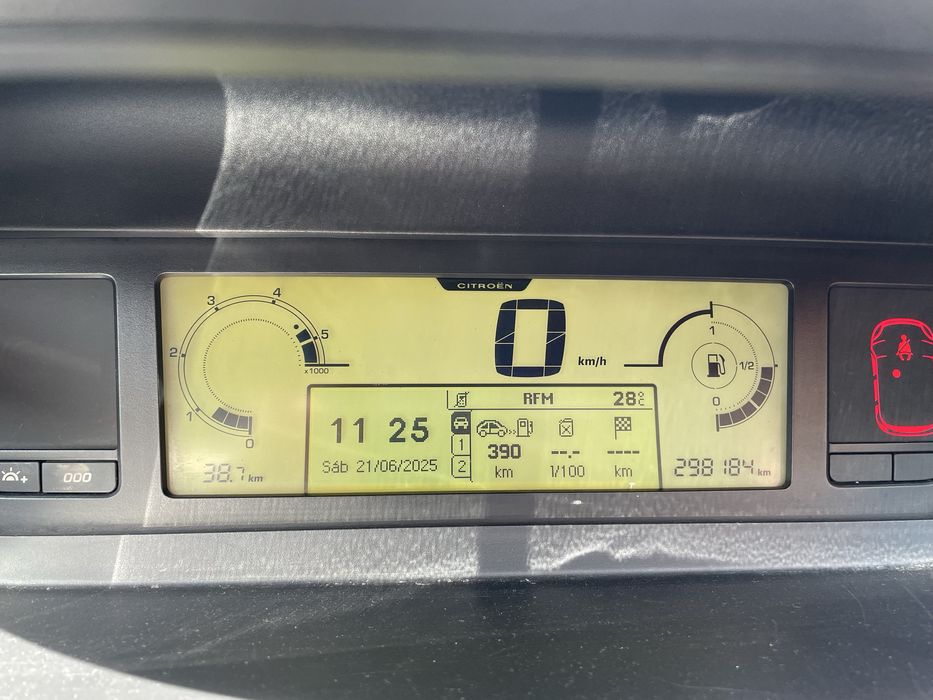 CITROËN
4
3
5
2
x1000
1
0
0
km/h
1
1/2
0
RFM
28°C
11 25
1
2
Sáb 21/06/2025
390
--.-
----
km
1/100
km
38.7 km
298184 km
000